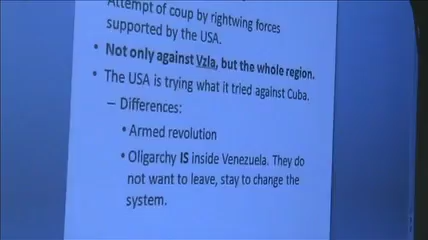 Attempt of coup by rightwing forces
supported by the USA.
• Not only against Vzla, but the whole region.
• The USA is trying what it tried against Cuba.
– Differences:
• Armed revolution
• Oligarchy IS inside Venezuela. They do
not want to leave, stay to change the
system.